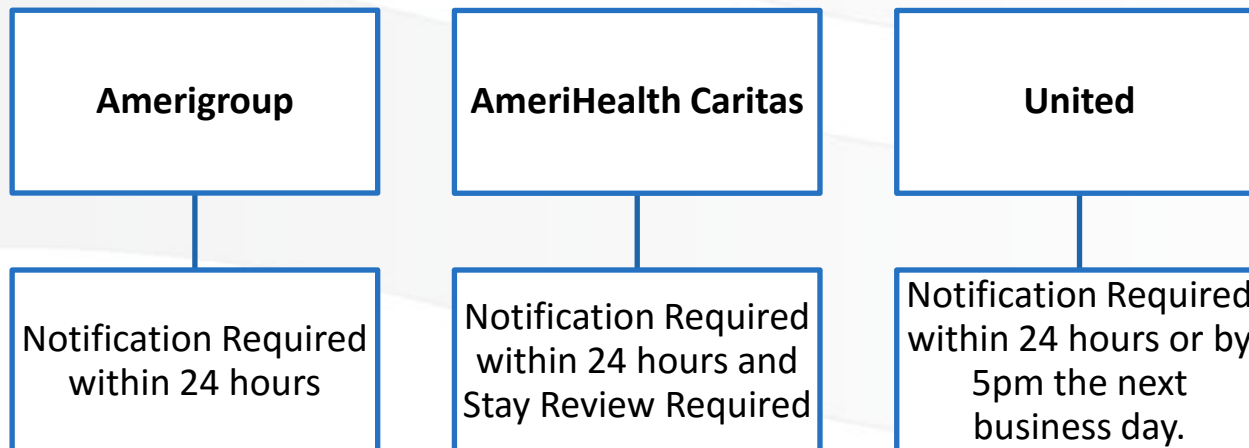 Amerigroup
AmeriHealth Caritas
United
Notification Required
within 24 hours
Notification Required
within 24 hours and
Stay Review Required
Notification Required
within 24 hours or by
5pm the next
business day.